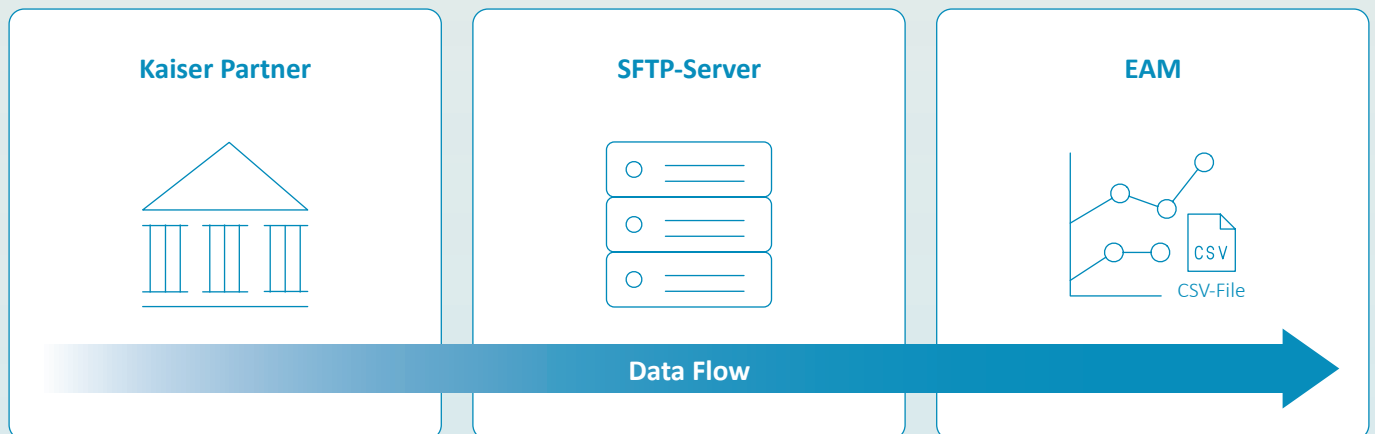 Kaiser Partner
SFTP-Server
EAM
CSV
CSV-File
Data Flow